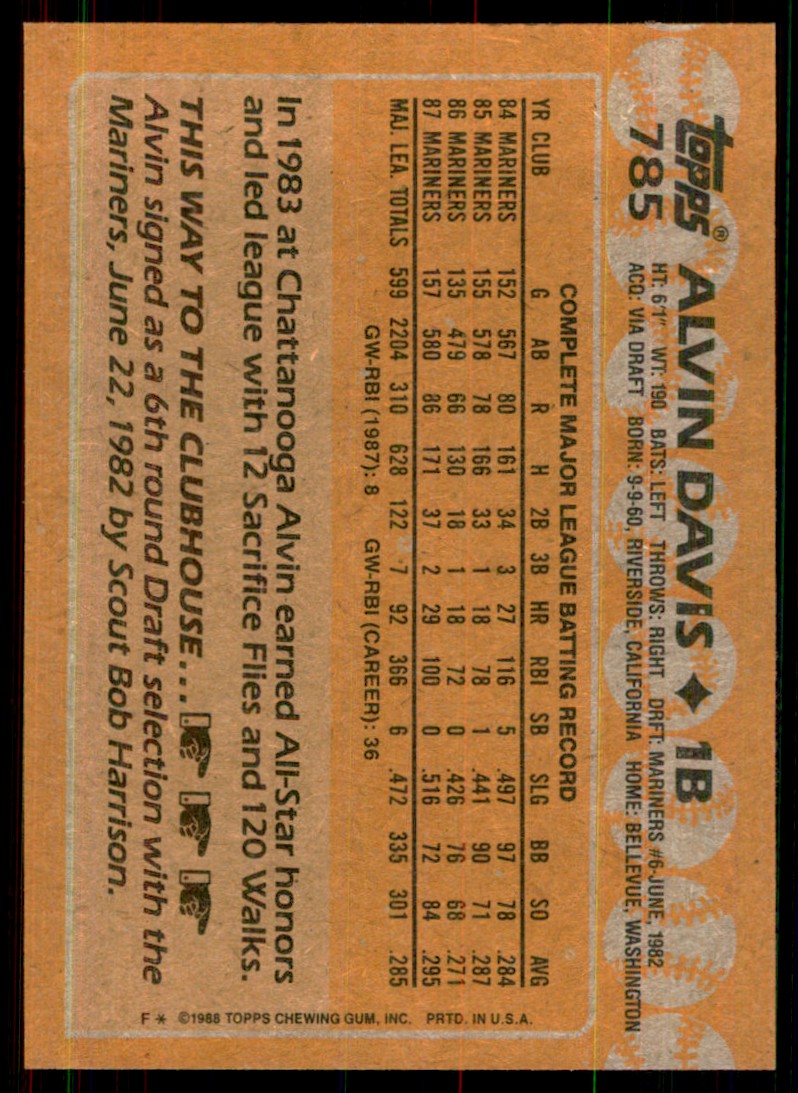 Topps®
785
ALVIN DAVIS ♦ 1B
HT: 6'1" WT: 190 BATS: LEFT THROWS: RIGHT DRFT: MARINERS #6-JUNE, 1982
ACQ: VIA DRAFT BORN: 9-9-60, RIVERSIDE, CALIFORNIA HOME: BELLEVUE, WASHINGTON
COMPLETE MAJOR LEAGUE BATTING RECORD
YR CLUB G AB R H 2B 3B HR RBI SB SLG BB SO AVG
84 MARINERS 152 567 80 161 34 3 27 116 5 .497 97 78 .284
85 MARINERS 155 578 78 166 33 1 18 78 1 .441 90 71 .287
86 MARINERS 135 479 66 130 18 1 18 72 0 .426 76 68 .271
87 MARINERS 157 580 86 171 37 2 29 100 0 .516 72 84 .295
MAJ. LEA. TOTALS 599 2204 310 628 122 7 92 366 6 .472 335 301 .285
GW-RBI (1987): 8 GW-RBI (CAREER): 36
In 1983 at Chattanooga Alvin earned All-Star honors
and led league with 12 Sacrifice Flies and 120 Walks.
THIS WAY TO THE CLUBHOUSE...
Alvin signed as a 6th round Draft selection with the
Mariners, June 22, 1982 by Scout Bob Harrison.
F* ©1988 TOPPS CHEWING GUM, INC. PRTD. IN U.S.A.